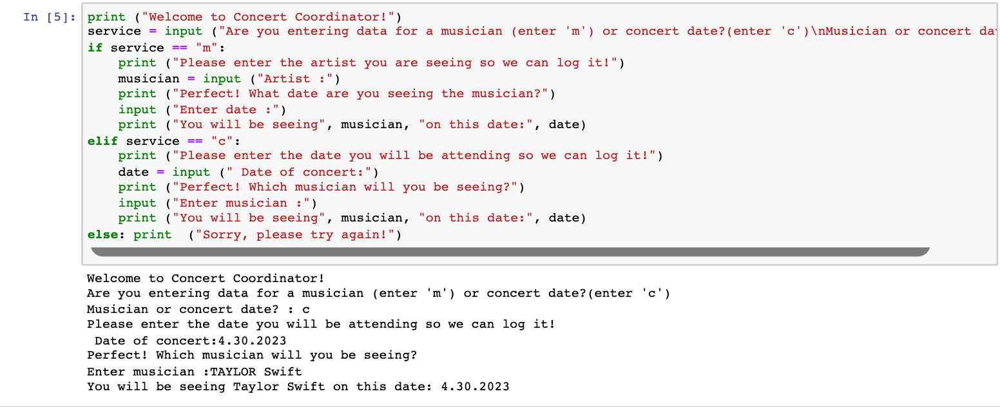 In [5]: print ("Welcome to Concert Coordinator!")
service = input ("Are you entering data for a musician (enter 'm') or concert date?(enter 'c')\nMusician or concert
if service == "m":
    print ("Please enter the artist you are seeing so we can log it!")
    musician = input ("Artist :")
    print ("Perfect! What date are you seeing the musician?")
    input ("Enter date :")
    print ("You will be seeing", musician, "on this date:", date)
elif service == "c":
    print ("Please enter the date you will be attending so we can log it!")
    date = input (" Date of concert:")
    print ("Perfect! Which musician will you be seeing?")
    input ("Enter musician :")
    print ("You will be seeing", musician, "on this date:", date)
else: print  ("Sorry, please try again!")
Welcome to Concert Coordinator!
Are you entering data for a musician (enter 'm') or concert date?(enter 'c')
Musician or concert date? : c
Please enter the date you will be attending so we can log it!
 Date of concert:4.30.2023
Perfect! Which musician will you be seeing?
Enter musician :TAYLOR Swift
You will be seeing Taylor Swift on this date: 4.30.2023